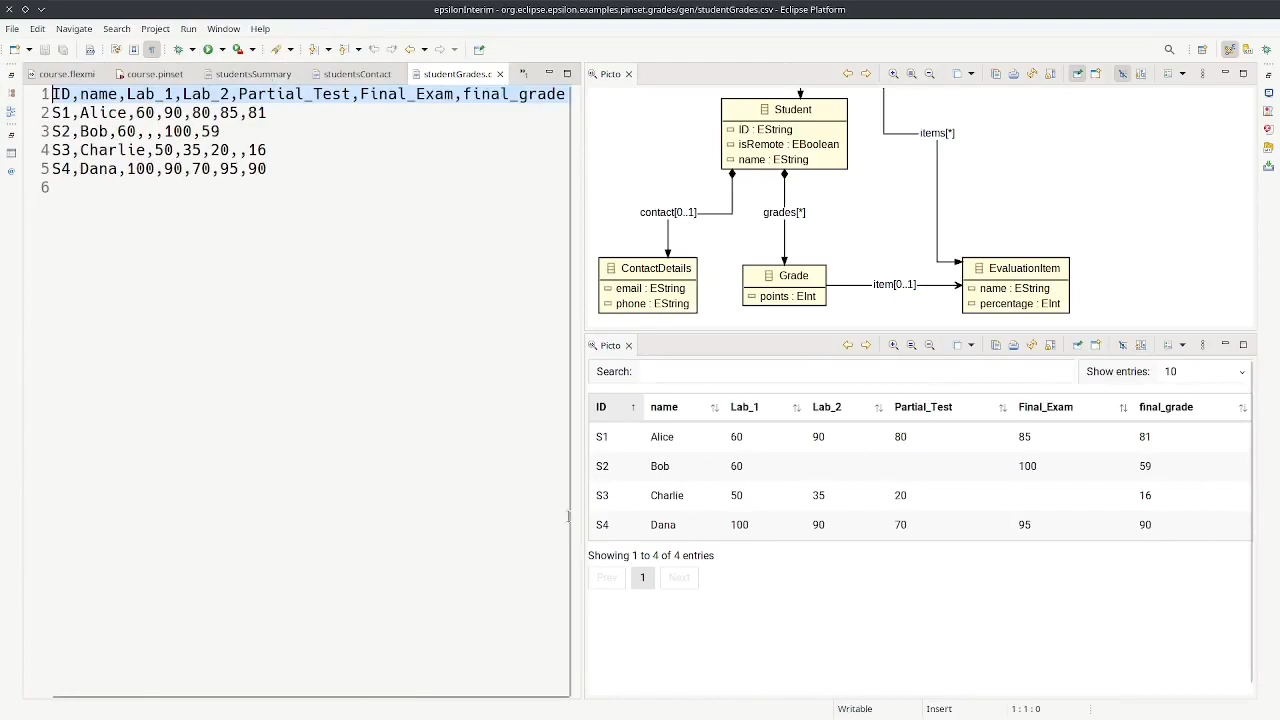 epsilonInterim - org.eclipse.epsilon.examples.pinset.grades/gen/studentGrades.csv - Eclipse Platform
File Edit Navigate Search Project Run Window Help
course.flexmi course.pinset studentsSummary studentsContact studentGrades.c
1 ID,name,Lab_1,Lab_2,Partial_Test,Final_Exam,final_grade
2 S1,Alice,60,90,80,85,81
3 S2,Bob,60,,,100,59
4 S3,Charlie,50,35,20,,16
5 S4,Dana,100,90,70,95,90
6
Picto
Student
ID : EString
isRemote : EBoolean
name : EString
items[*]
contact[0..1]
grades[*]
ContactDetails
email : EString
phone : EString
Grade
points : EInt
item[0..1]
EvaluationItem
name : EString
percentage : EInt
Picto
Search: Show entries: 10
ID name Lab_1 Lab_2 Partial_Test Final_Exam final_grade
S1 Alice 60 90 80 85 81
S2 Bob 60 100 59
S3 Charlie 50 35 20 16
S4 Dana 100 90 70 95 90
Showing 1 to 4 of 4 entries
Prev 1 Next
Writable Insert 1 : 1 : 0